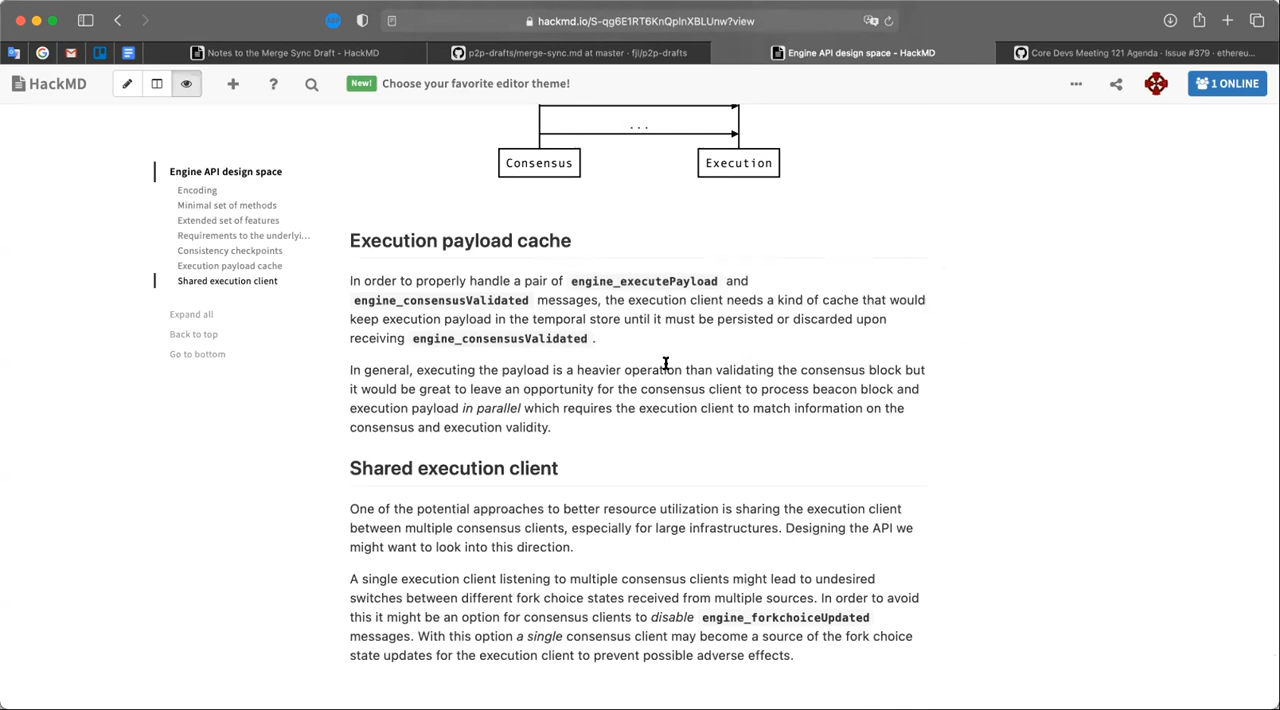 hackmd.io/S-qg6E1RT6KnQplnXBLUnw?view
Notes to the Merge Sync Draft - HackMD
p2p-drafts/merge-sync.md at master · fjl/p2p-drafts
Engine API design space - HackMD
Core Devs Meeting 121 Agenda · Issue #379 · ethereu...
HackMD
New!
Choose your favorite editor theme!
1 ONLINE
...
Consensus
Execution
Engine API design space
Encoding
Minimal set of methods
Extended set of features
Requirements to the underlyi...
Consistency checkpoints
Execution payload cache
Shared execution client
Expand all
Back to top
Go to bottom
Execution payload cache
In order to properly handle a pair of engine_executePayload and
engine_consensusValidated messages, the execution client needs a kind of cache that would
keep execution payload in the temporal store until it must be persisted or discarded upon
receiving engine_consensusValidated .
In general, executing the payload is a heavier operation than validating the consensus block but
it would be great to leave an opportunity for the consensus client to process beacon block and
execution payload in parallel which requires the execution client to match information on the
consensus and execution validity.
Shared execution client
One of the potential approaches to better resource utilization is sharing the execution client
between multiple consensus clients, especially for large infrastructures. Designing the API we
might want to look into this direction.
A single execution client listening to multiple consensus clients might lead to undesired
switches between different fork choice states received from multiple sources. In order to avoid
this it might be an option for consensus clients to disable engine_forkchoiceUpdated
messages. With this option a single consensus client may become a source of the fork choice
state updates for the execution client to prevent possible adverse effects.